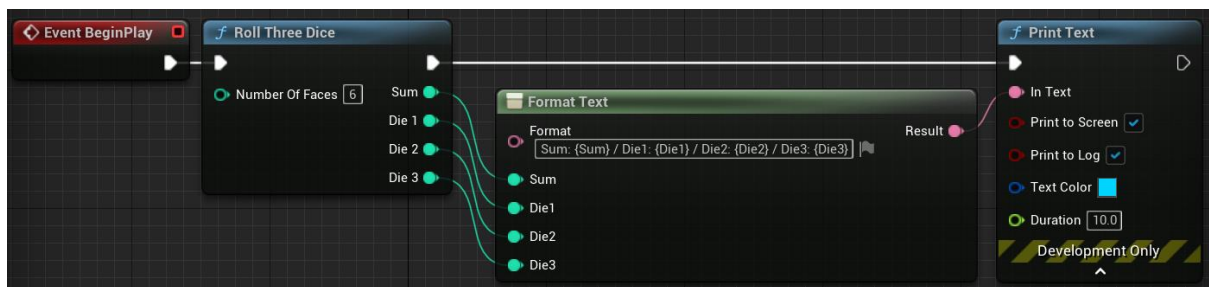 Event BeginPlay
f Roll Three Dice
Number Of Faces 6
Sum
Die 1
Die 2
Die 3
Format Text
Format
Sum: {Sum} / Die1: {Die1} / Die2: {Die2} / Die3: {Die3}
Result
Sum
Die1
Die2
Die3
f Print Text
In Text
Print to Screen
Print to Log
Text Color
Duration 10.0
Development Only